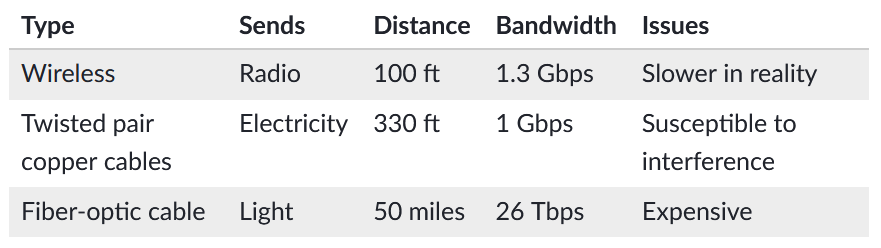 Type Sends Distance Bandwidth Issues
Wireless Radio 100 ft 1.3 Gbps Slower in reality
Twisted pair Electricity 330 ft 1 Gbps Susceptible to
copper cables interference
Fiber-optic cable Light 50 miles 26 Tbps Expensive